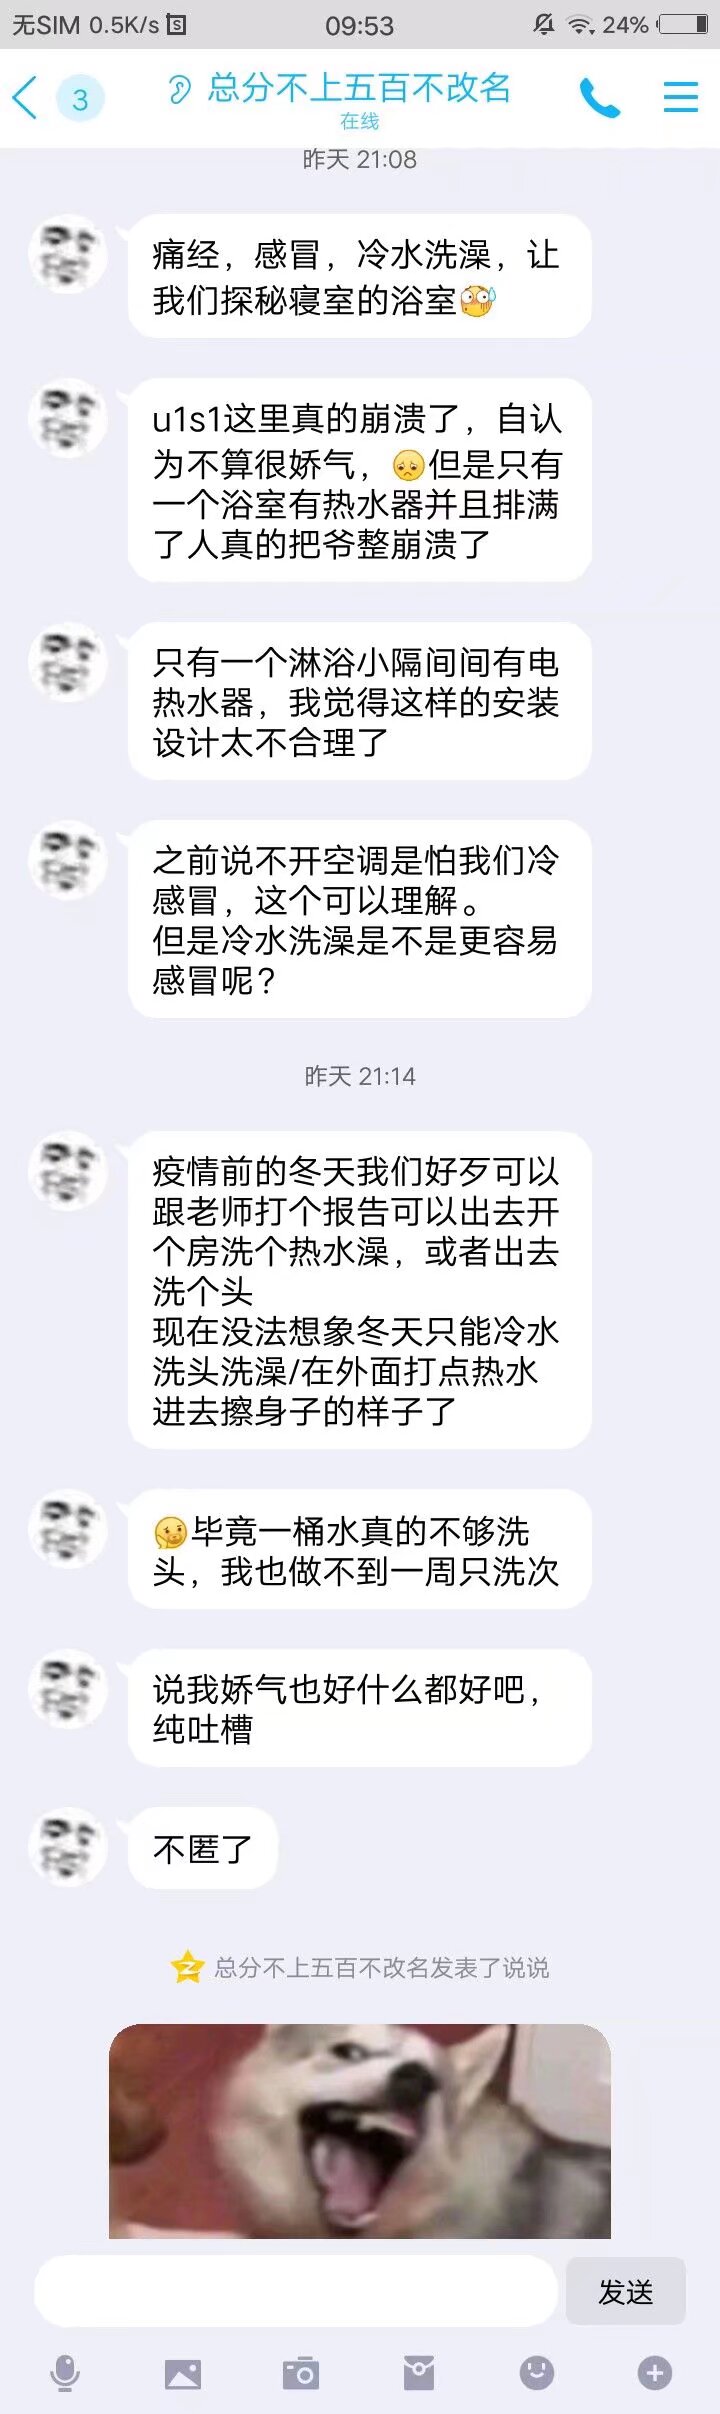 无SIM 0.5K/s S 09:53 24%
3 总分不上五百不改名
在线
昨天 21:08
痛经，感冒，冷水洗澡，让
我们探秘寝室的浴室
u1s1这里真的崩溃了，自认
为不算很娇气，但是只有
一个浴室有热水器并且排满
了人真的把爷整崩溃了
只有一个淋浴小隔间间有电
热水器，我觉得这样的安装
设计太不合理了
之前说不开空调是怕我们冷
感冒，这个可以理解。
但是冷水洗澡是不是更容易
感冒呢？
昨天 21:14
疫情前的冬天我们好歹可以
跟老师打个报告可以出去开
个房洗个热水澡，或者出去
洗个头
现在没法想象冬天只能冷水
洗头洗澡/在外面打点热水
进去擦身子的样子了
毕竟一桶水真的不够洗
头，我也做不到一周只洗次
说我娇气也好什么都好吧，
纯吐槽
不匿了
总分不上五百不改名发表了说说
发送